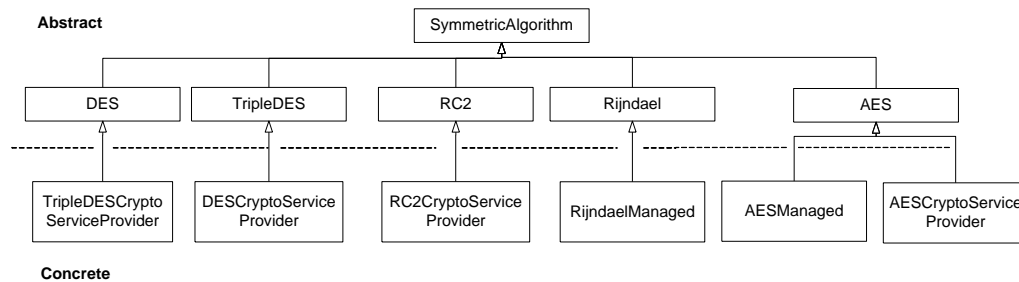 Abstract
SymmetricAlgorithm
DES
TripleDES
RC2
Rijndael
AES
TripleDESCrypto
ServiceProvider
DESCryptoService
Provider
RC2CryptoService
Provider
RijndaelManaged
AESManaged
AESCryptoService
Provider
Concrete